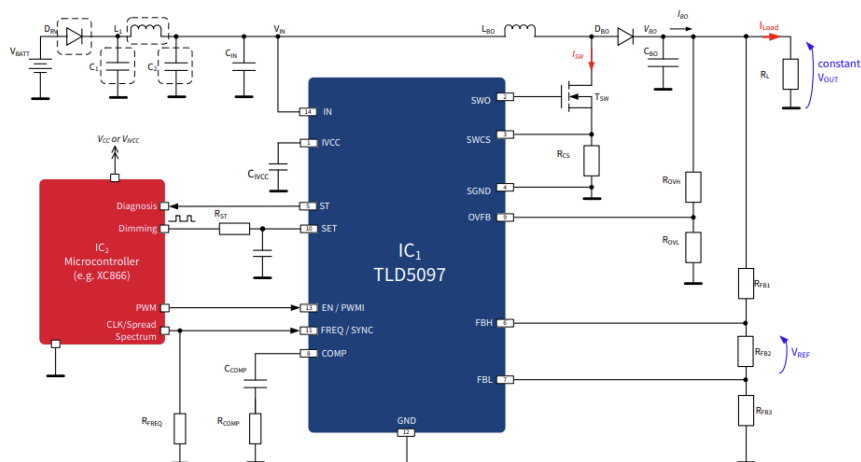 D_RV
L_1
V_IN
L_BO
D_BO
V_BO
I_BO
I_Load
V_BATT
C_1
C_2
C_IN
I_SW
C_BO
R_L
constant
V_OUT
SWO
2
T_SW
14
IN
V_CC or V_IVCC
1
IVCC
SWCS
3
R_CS
C_IVCC
SGND
4
R_OVH
Diagnosis
5
ST
OVFB
9
Dimming
R_ST
10
SET
R_OVL
IC_2
Microcontroller
(e.g. XC866)
IC_1
TLD5097
R_FB1
PWM
13
EN / PWMI
CLK/Spread
Spectrum
11
FREQ / SYNC
FBH
6
8
COMP
R_FB2
V_REF
C_COMP
FBL
7
R_FREQ
R_COMP
GND
12
R_FB3